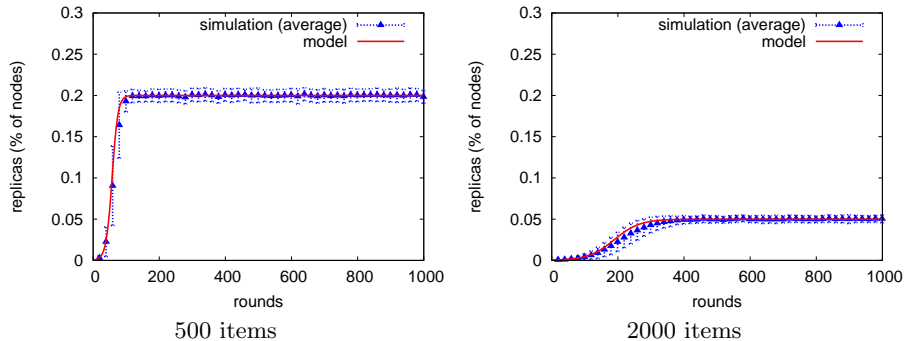 0.3
0.25
0.2
0.15
0.1
0.05
0
replicas (% of nodes)
simulation (average)
model
0 200 400 600 800 1000
rounds
500 items
0.3
0.25
0.2
0.15
0.1
0.05
0
replicas (% of nodes)
simulation (average)
model
0 200 400 600 800 1000
rounds
2000 items